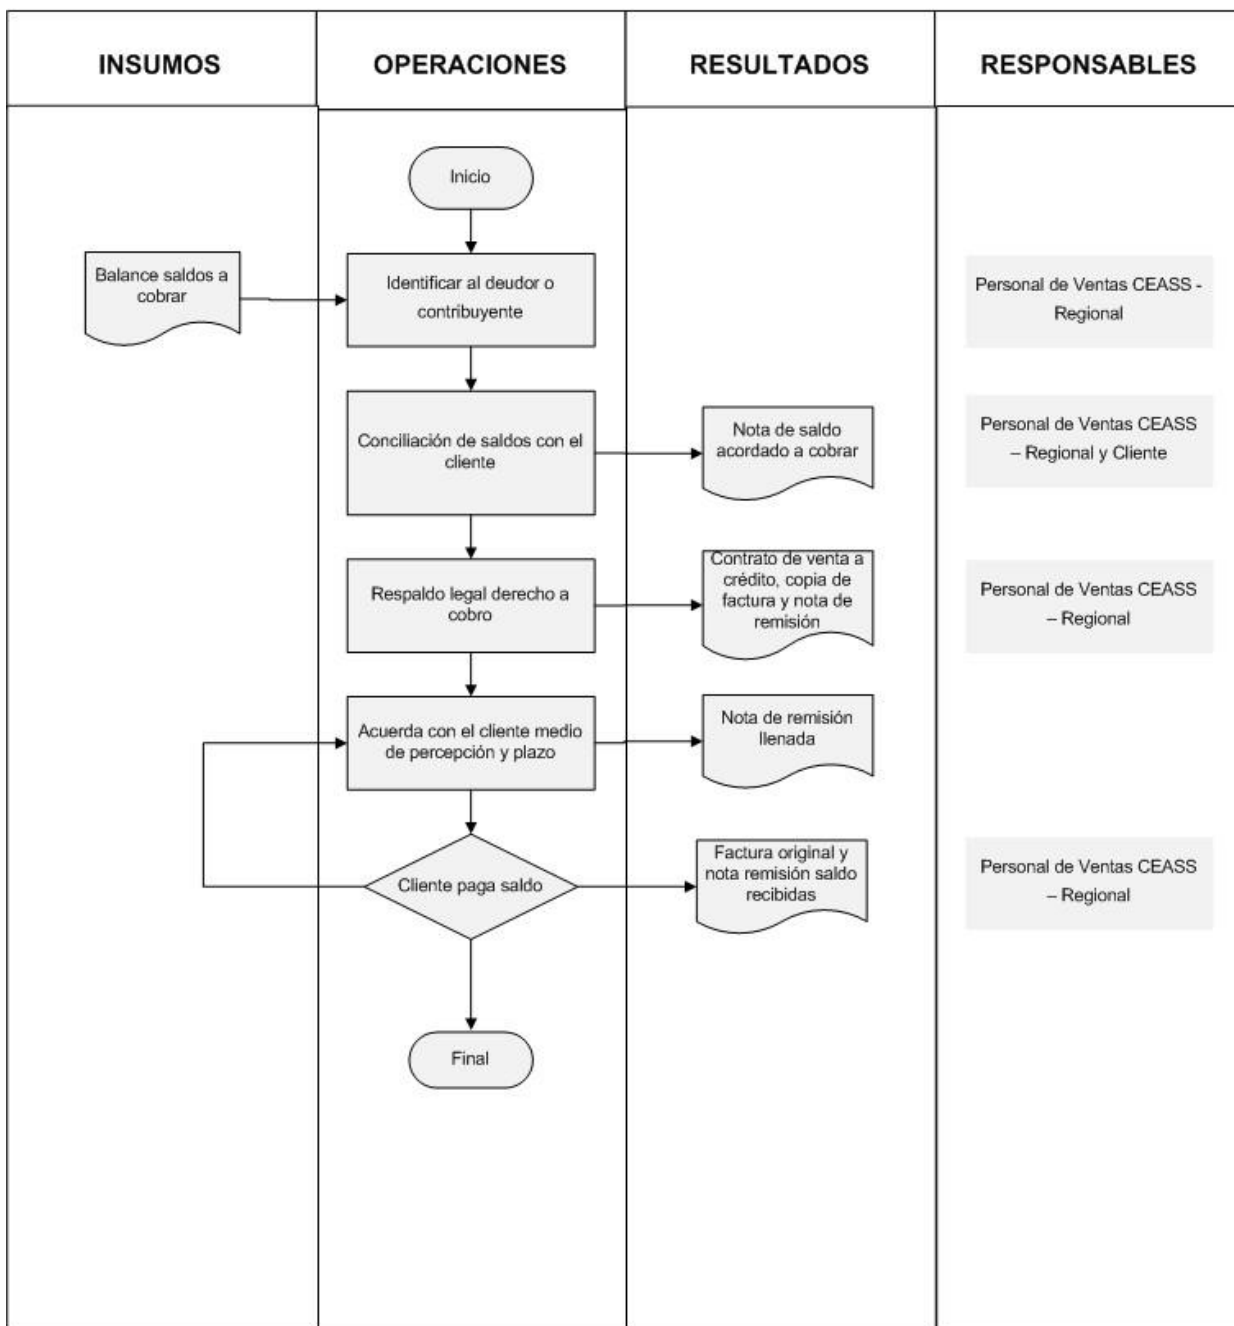 INSUMOS
OPERACIONES
RESULTADOS
RESPONSABLES
Inicio
Balance saldos a
cobrar
Identificar al deudor o
contribuyente
Personal de Ventas CEASS -
Regional
Conciliación de saldos con el
cliente
Nota de saldo
acordado a cobrar
Personal de Ventas CEASS
– Regional y Cliente
Respaldo legal derecho a
cobro
Contrato de venta a
crédito, copia de
factura y nota de
remisión
Personal de Ventas CEASS
– Regional
Acuerda con el cliente medio
de percepción y plazo
Nota de remisión
llenada
Cliente paga saldo
Factura original y
nota remisión saldo
recibidas
Personal de Ventas CEASS
– Regional
Final